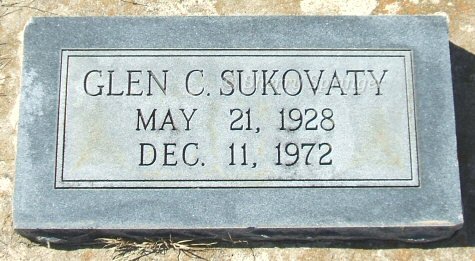 GLEN C. SUKOVATY
MAY 21, 1928
DEC. 11, 1972